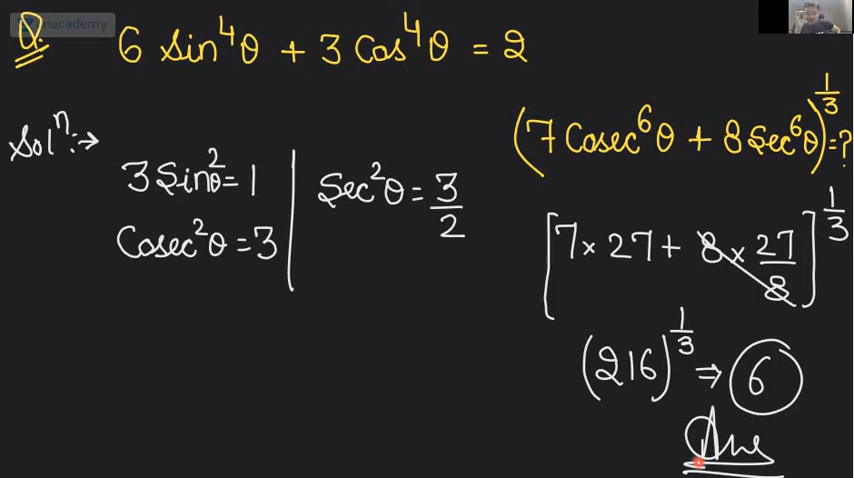 unacademy
Q. 6 Sin⁴θ + 3 Cos⁴θ = 2
(7 Cosec⁶θ + 8 Sec⁶θ)^(1/3) = ?
Solⁿ:→
3 Sin²θ = 1
Cosec²θ = 3
Sec²θ = 3/2
[7 × 27 + 8 × 27/8]^(1/3)
(216)^(1/3) ⇒ 6
Ans